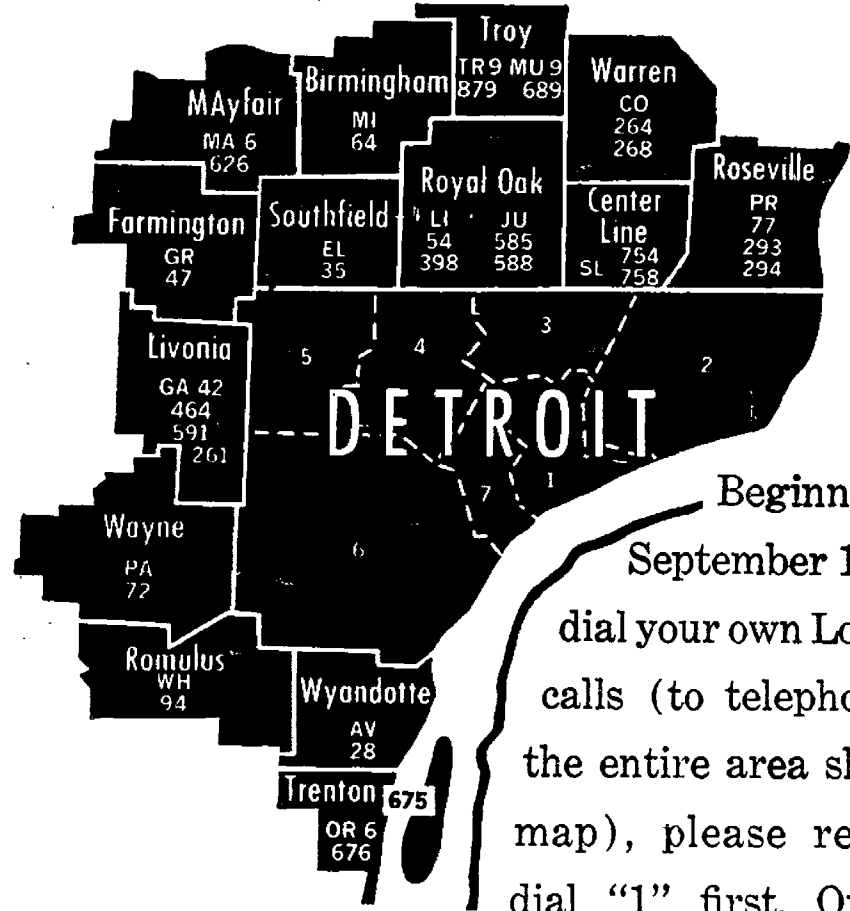 Troy
TR9 MU 9
879 689
Birmingham
MI
64
Warren
CO
264
268
MAyfair
MA 6
626
Roseville
PR
77
293
294
Royal Oak
LI JU
54 585
398 588
Center
Line
754
SL 758
Southfield
EL
35
Farmington
GR
47
Livonia
GA 42
464
591
261
5
4
3
2
DETROIT
7
1
6
Wayne
PA
72
Romulus
WH
94
Wyandotte
AV
28
Trenton
675
OR 6
676
Beginn
September 1
dial your own Lo
calls (to telepho
the entire area sh
map), please re
dial “1” first. Or